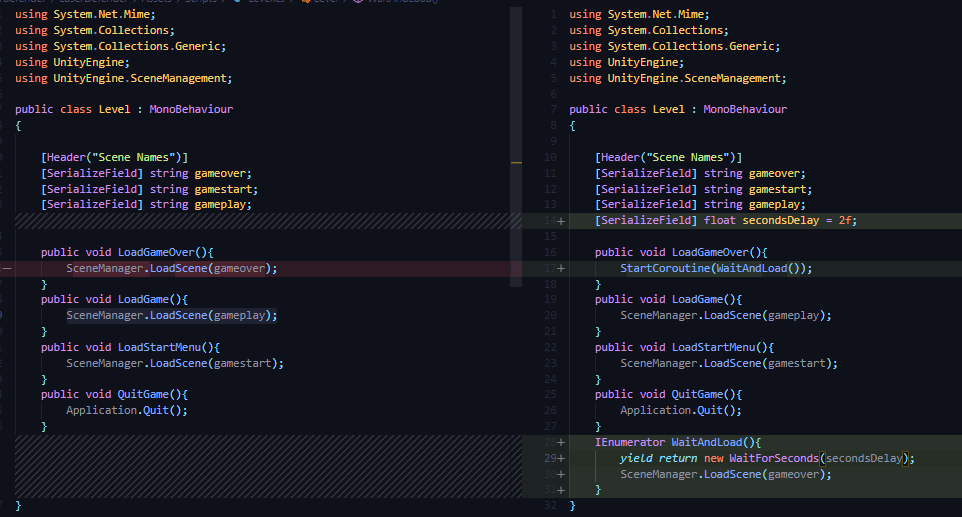 using System.Net.Mime;
using System.Collections;
using System.Collections.Generic;
using UnityEngine;
using UnityEngine.SceneManagement;
public class Level : MonoBehaviour
{
[Header("Scene Names")]
[SerializeField] string gameover;
[SerializeField] string gamestart;
[SerializeField] string gameplay;
public void LoadGameOver(){
— SceneManager.LoadScene(gameover);
}
public void LoadGame(){
SceneManager.LoadScene(gameplay);
}
public void LoadStartMenu(){
SceneManager.LoadScene(gamestart);
}
public void QuitGame(){
Application.Quit();
}
}
1 using System.Net.Mime;
2 using System.Collections;
3 using System.Collections.Generic;
4 using UnityEngine;
5 using UnityEngine.SceneManagement;
6
7 public class Level : MonoBehaviour
8 {
9
10 [Header("Scene Names")]
11 [SerializeField] string gameover;
12 [SerializeField] string gamestart;
13 [SerializeField] string gameplay;
14+ [SerializeField] float secondsDelay = 2f;
15
16 public void LoadGameOver(){
17+ StartCoroutine(WaitAndLoad());
18 }
19 public void LoadGame(){
20 SceneManager.LoadScene(gameplay);
21 }
22 public void LoadStartMenu(){
23 SceneManager.LoadScene(gamestart);
24 }
25 public void QuitGame(){
26 Application.Quit();
27 }
28+ IEnumerator WaitAndLoad(){
29+ yield return new WaitForSeconds(secondsDelay);
30+ SceneManager.LoadScene(gameover);
31+ }
32 }